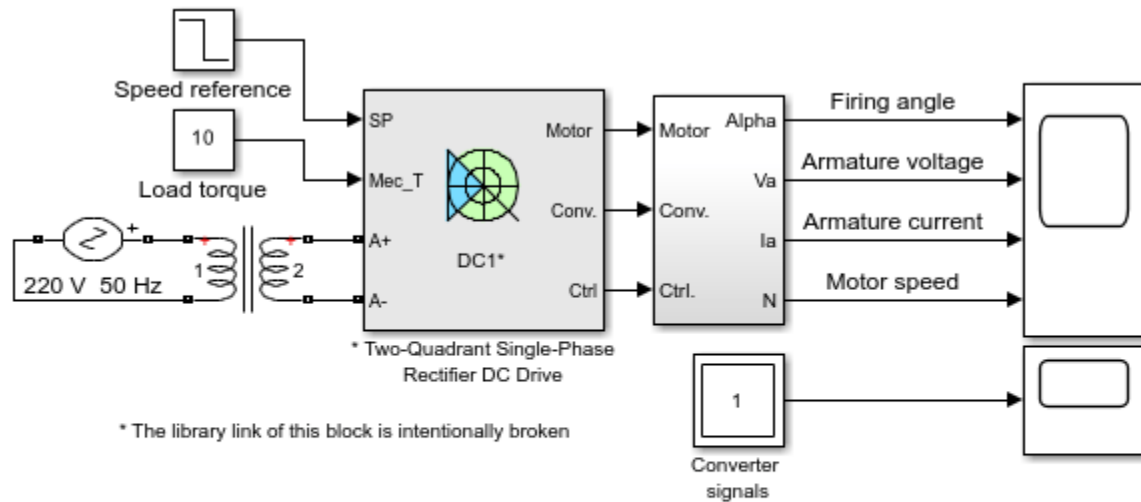 Speed reference
10
Load torque
+
1
2
220 V 50 Hz
SP
Mec_T
A+
A-
Motor
Conv.
Ctrl
DC1*
* Two-Quadrant Single-Phase
Rectifier DC Drive
Motor
Conv.
Ctrl.
Alpha
Va
Ia
N
Firing angle
Armature voltage
Armature current
Motor speed
* The library link of this block is intentionally broken
1
Converter
signals